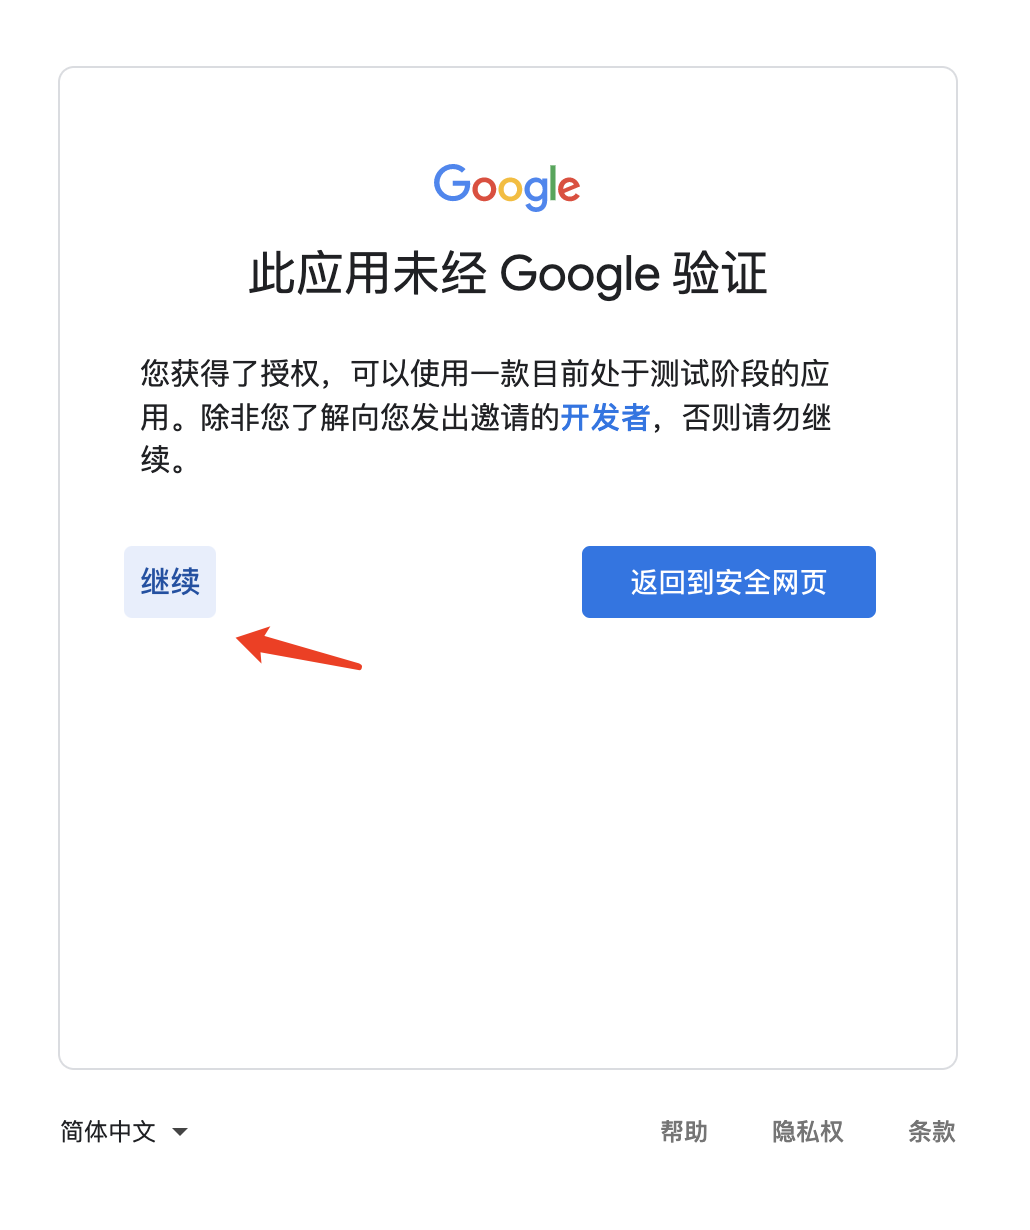 Google
此应用未经 Google 验证
您获得了授权，可以使用一款目前处于测试阶段的应
用。除非您了解向您发出邀请的开发者，否则请勿继
续。
继续
返回到安全网页
简体中文
帮助
隐私权
条款